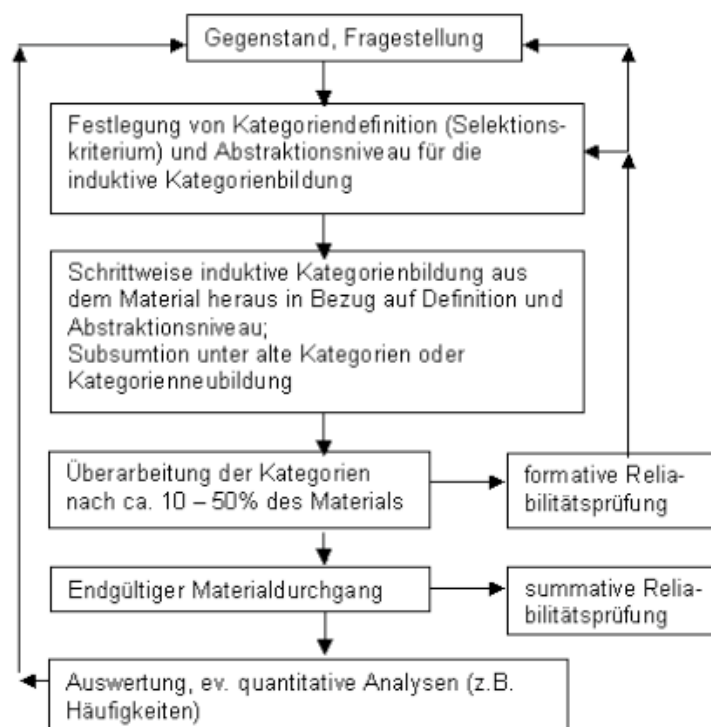 Gegenstand, Fragestellung
Festlegung von Kategoriendefinition (Selektions-
kriterium) und Abstraktionsniveau für die
induktive Kategorienbildung
Schrittweise induktive Kategorienbildung aus
dem Material heraus in Bezug auf Definition und
Abstraktionsniveau;
Subsumtion unter alte Kategorien oder
Kategorienneubildung
Überarbeitung der Kategorien
nach ca. 10 – 50% des Materials
formative Relia-
bilitätsprüfung
Endgültiger Materialdurchgang
summative Relia-
bilitätsprüfung
Auswertung, ev. quantitative Analysen (z.B.
Häufigkeiten)